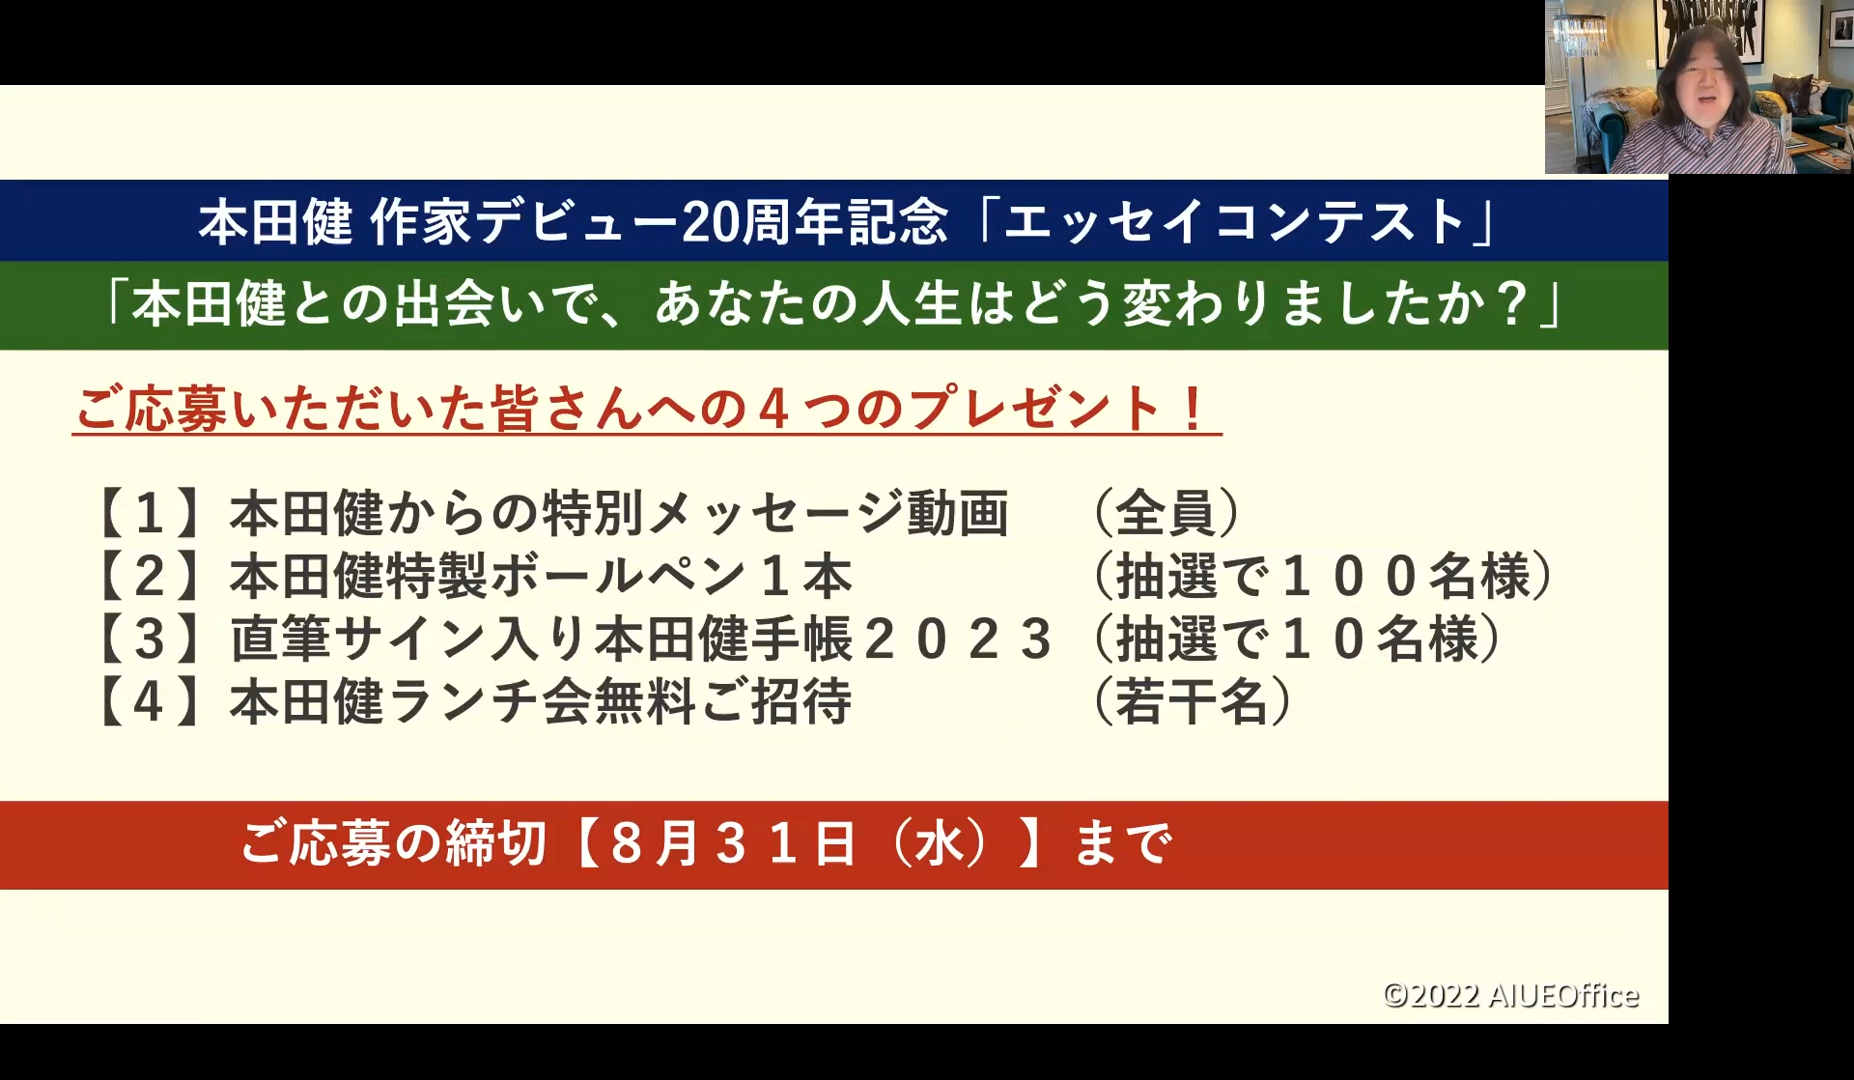 本田健 作家デビュー20周年記念「エッセイコンテスト」
「本田健との出会いで、あなたの人生はどう変わりましたか？」
ご応募いただいた皆さんへの４つのプレゼント！
【１】本田健からの特別メッセージ動画　（全員）
【２】本田健特製ボールペン１本　（抽選で１００名様）
【３】直筆サイン入り本田健手帳２０２３（抽選で１０名様）
【４】本田健ランチ会無料ご招待　（若干名）
ご応募の締切【８月３１日（水）】まで
©2022 AIUEOffice